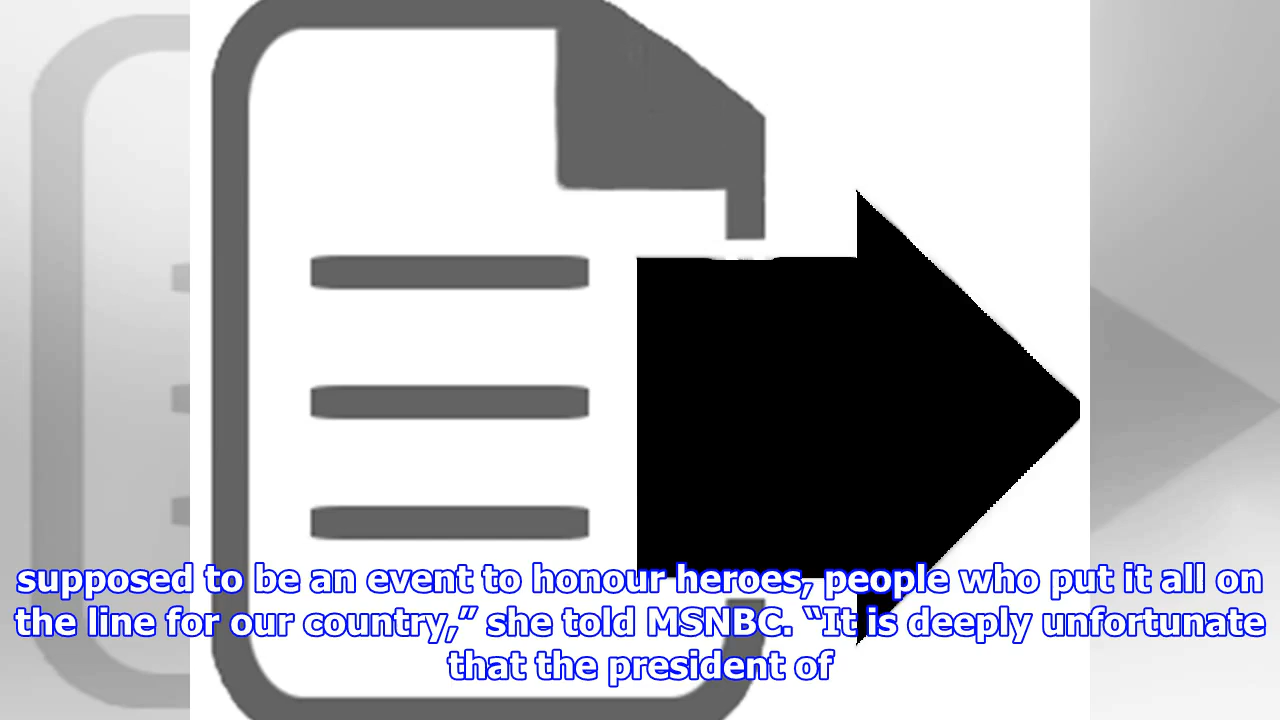 supposed to be an event to honour heroes, people who put it all on
the line for our country,” she told MSNBC. “It is deeply unfortunate
that the president of